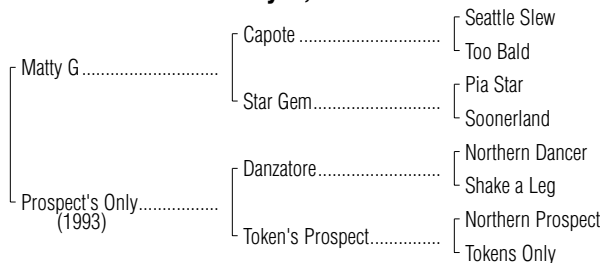 Seattle Slew
Capote
Too Bald
Matty G
Pia Star
Star Gem
Soonerland
Northern Dancer
Danzatore
Shake a Leg
Prospect's Only
(1993)
Northern Prospect
Token's Prospect
Tokens Only